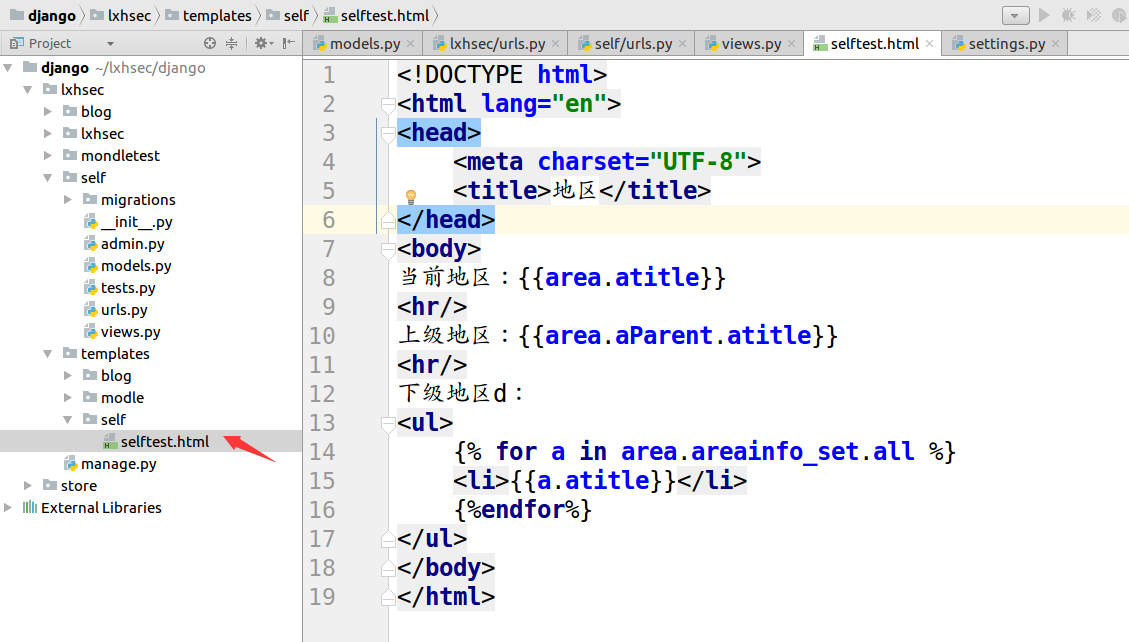 django lxhsec templates self selftest.html
Project models.py lxhsec/urls.py self/urls.py views.py selftest.html settings.py
django ~/lxhsec/django
lxhsec
blog
lxhsec
mondletest
self
migrations
__init__.py
admin.py
models.py
tests.py
urls.py
views.py
templates
blog
modle
self
selftest.html
manage.py
store
External Libraries
1 <!DOCTYPE html>
2 <html lang="en">
3 <head>
4 <meta charset="UTF-8">
5 <title>地区</title>
6 </head>
7 <body>
8 当前地区：{{area.atitle}}
9 <hr/>
10 上级地区：{{area.aParent.atitle}}
11 <hr/>
12 下级地区d：
13 <ul>
14 {% for a in area.areainfo_set.all %}
15 <li>{{a.atitle}}</li>
16 {%endfor%}
17 </ul>
18 </body>
19 </html>